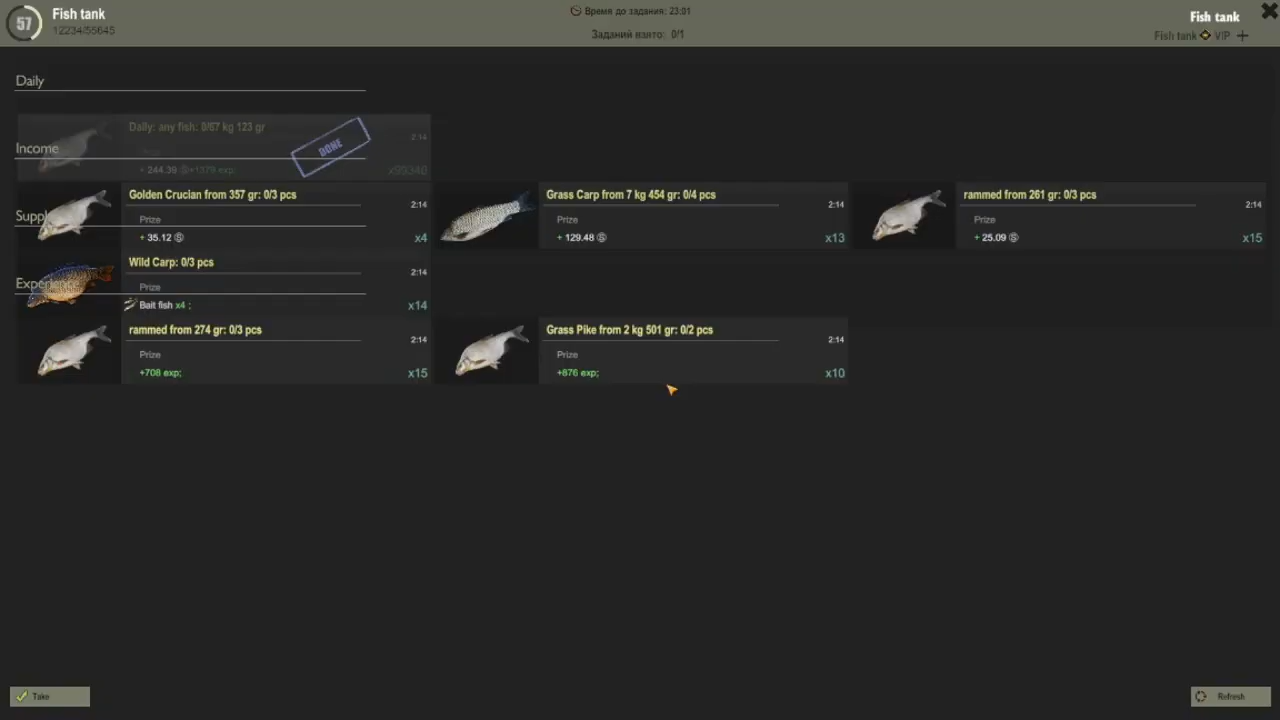 57
Fish tank
12234/55645
Время до задания: 23:01
Заданий взято: 0/1
Fish tank
Fish tank VIP
Daily
Daily: any fish: 0/67 kg 123 gr
DONE
2:14
Income
+ 244.39 +1379 exp;
x99346
Golden Crucian from 357 gr: 0/3 pcs
2:14
Prize
+ 35.12
x4
Grass Carp from 7 kg 454 gr: 0/4 pcs
2:14
Prize
+ 129.48
x13
rammed from 261 gr: 0/3 pcs
2:14
Prize
+ 25.09
x15
Wild Carp: 0/3 pcs
2:14
Prize
Bait fish x4 ;
x14
Experience
rammed from 274 gr: 0/3 pcs
2:14
Prize
+708 exp;
x15
Grass Pike from 2 kg 501 gr: 0/2 pcs
2:14
Prize
+876 exp;
x10
Take
Refresh